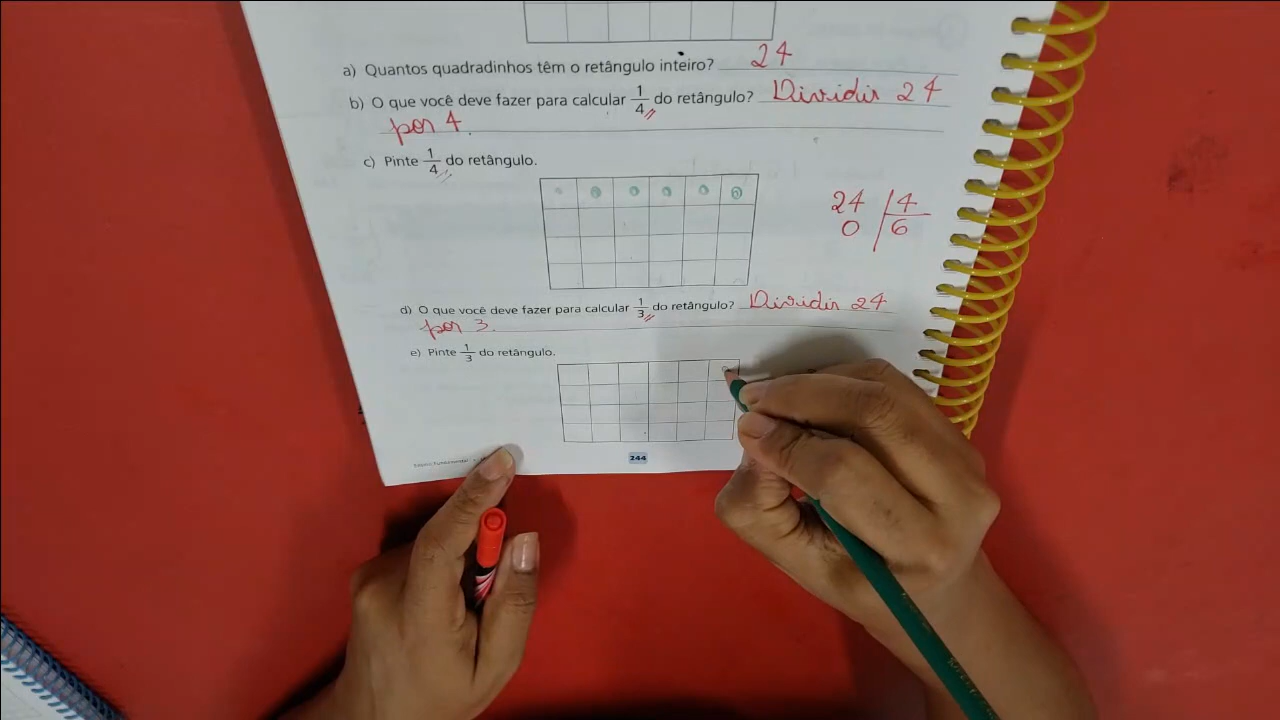 a) Quantos quadradinhos têm o retângulo inteiro? 24
b) O que você deve fazer para calcular 1/4 do retângulo? Dividir 24
por 4.
c) Pinte 1/4 do retângulo.
24 4
0 6
d) O que você deve fazer para calcular 1/3 do retângulo? Dividir 24
por 3.
e) Pinte 1/3 do retângulo.
244